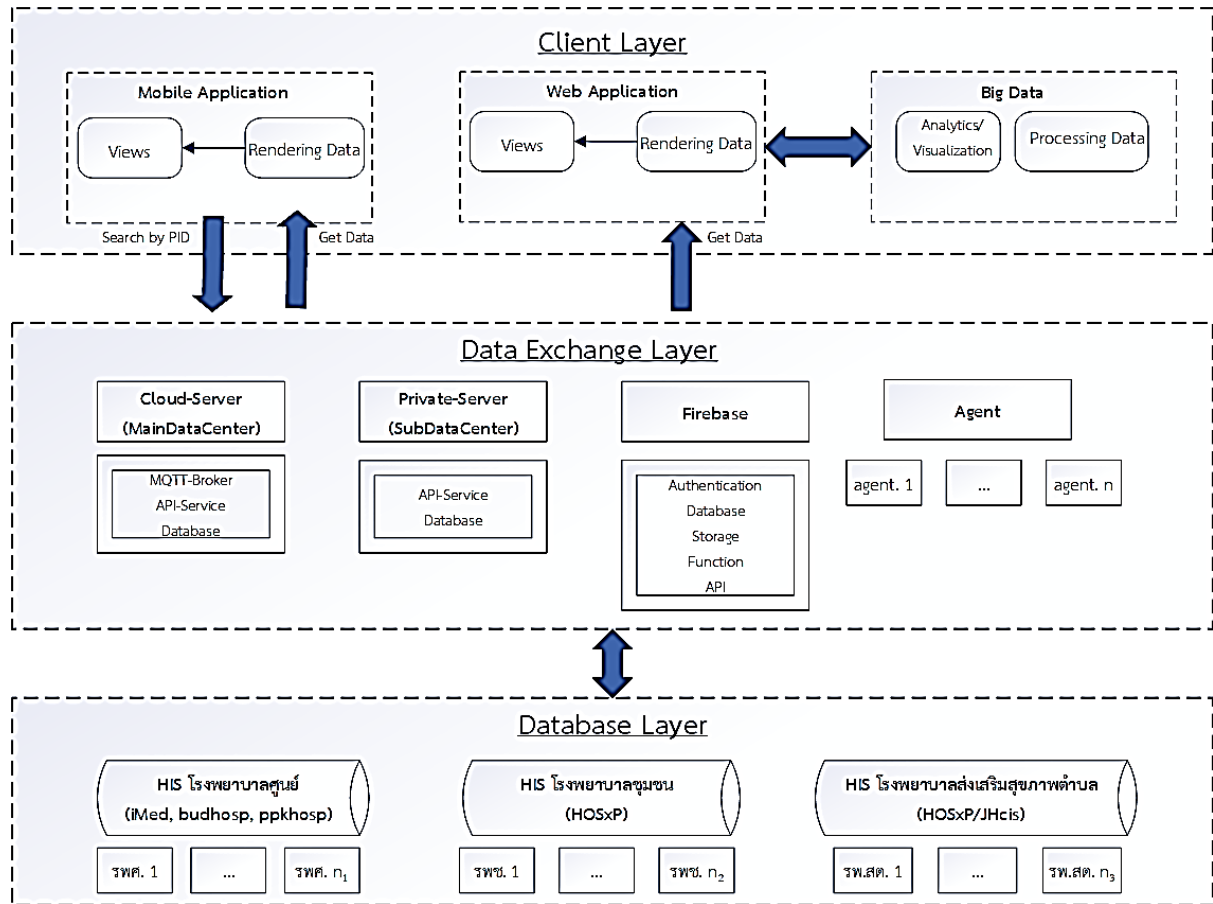 Client Layer
Mobile Application
Views
Rendering Data
Web Application
Views
Rendering Data
Big Data
Analytics/
Visualization
Processing Data
Search by PID
Get Data
Get Data
Data Exchange Layer
Cloud-Server
(MainDataCenter)
MQTT-Broker
API-Service
Database
Private-Server
(SubDataCenter)
API-Service
Database
Firebase
Authentication
Database
Storage
Function
API
Agent
agent. 1
...
agent. n
Database Layer
HIS โรงพยาบาลศูนย์
(iMed, budhosp, ppkhosp)
รพศ. 1
...
รพศ. n₁
HIS โรงพยาบาลชุมชน
(HOSxP)
รพช. 1
...
รพช. n₂
HIS โรงพยาบาลส่งเสริมสุขภาพตำบล
(HOSxP/JHcis)
รพ.สต. 1
...
รพ.สต. n₃